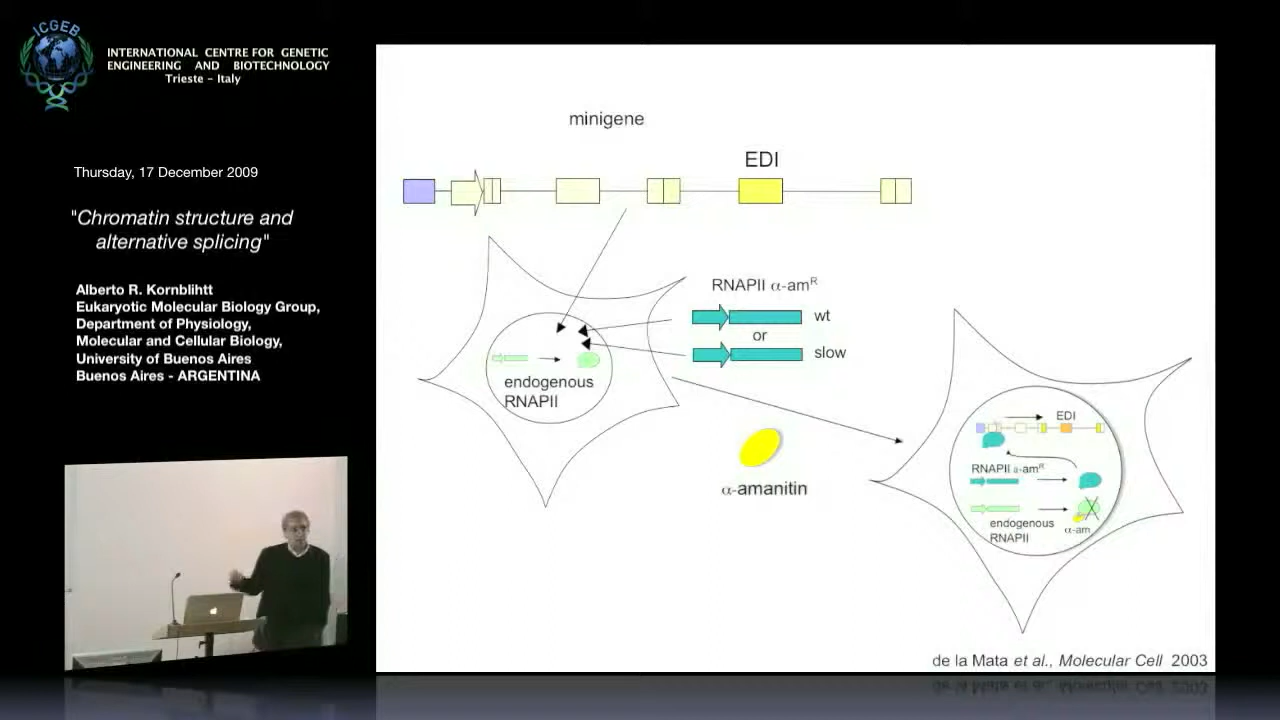 ICGEB
INTERNATIONAL CENTRE FOR GENETIC
ENGINEERING AND BIOTECHNOLOGY
Trieste - Italy
Thursday, 17 December 2009
"Chromatin structure and
alternative splicing"
Alberto R. Kornblihtt
Eukaryotic Molecular Biology Group,
Department of Physiology,
Molecular and Cellular Biology,
University of Buenos Aires
Buenos Aires - ARGENTINA
minigene
EDI
RNAPII α-amR
wt
or
slow
endogenous
RNAPII
α-amanitin
EDI
RNAPII α-amR
endogenous
RNAPII
α-am
de la Mata et al., Molecular Cell 2003